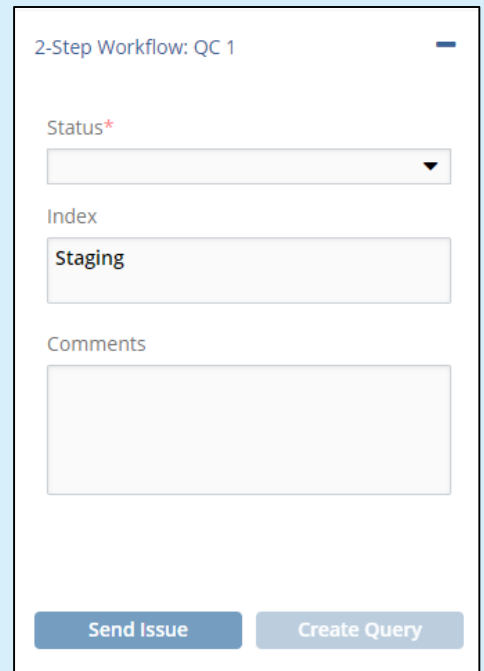 2-Step Workflow: QC 1
Status*
Index
Staging
Comments
Send Issue Create Query